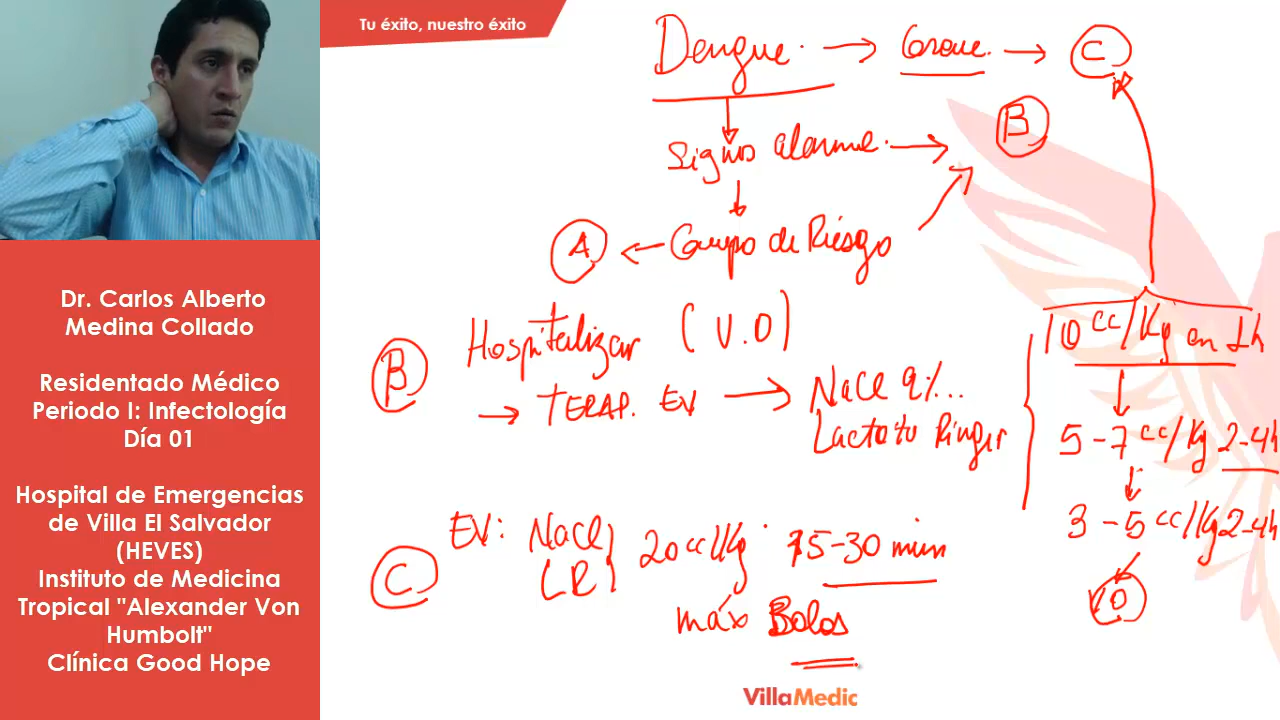 Tu éxito, nuestro éxito
Dr. Carlos Alberto
Medina Collado
Residentado Médico
Periodo I: Infectología
Día 01
Hospital de Emergencias
de Villa El Salvador
(HEVES)
Instituto de Medicina
Tropical "Alexander Von
Humbolt"
Clínica Good Hope
Dengue. → Grave. → C
Signos alarma. → B
A ← Grupo de Riesgo
B Hospitalizar (V.O)
→ TERAP. EV → NaCl 9%...
Lactato Ringer
10 cc/Kg en 1h
5-7 cc/Kg 2-4h
3-5 cc/Kg 2-4h
C EV: NaCl
LR } 20 cc/Kg 15-30 min
máx Bolos
VillaMedic